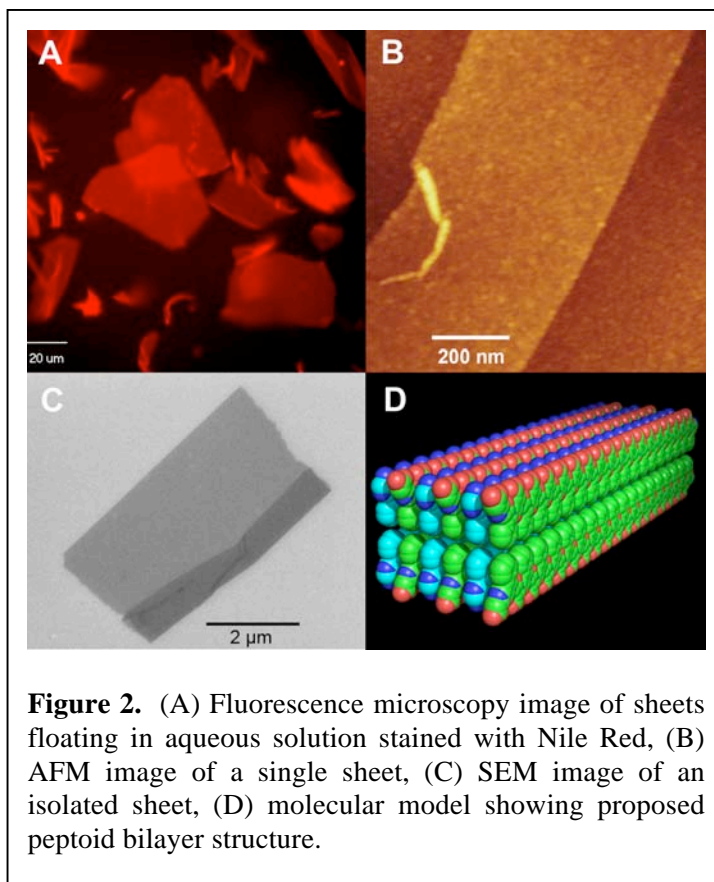 A
B
20 um
200 nm
C
D
2 µm
Figure 2. (A) Fluorescence microscopy image of sheets
floating in aqueous solution stained with Nile Red, (B)
AFM image of a single sheet, (C) SEM image of an
isolated sheet, (D) molecular model showing proposed
peptoid bilayer structure.